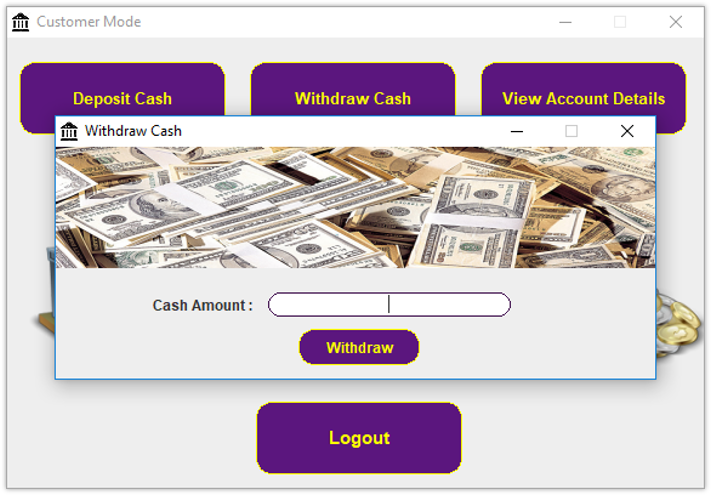 Customer Mode
Deposit Cash
Withdraw Cash
View Account Details
Withdraw Cash
Cash Amount :
Withdraw
Logout